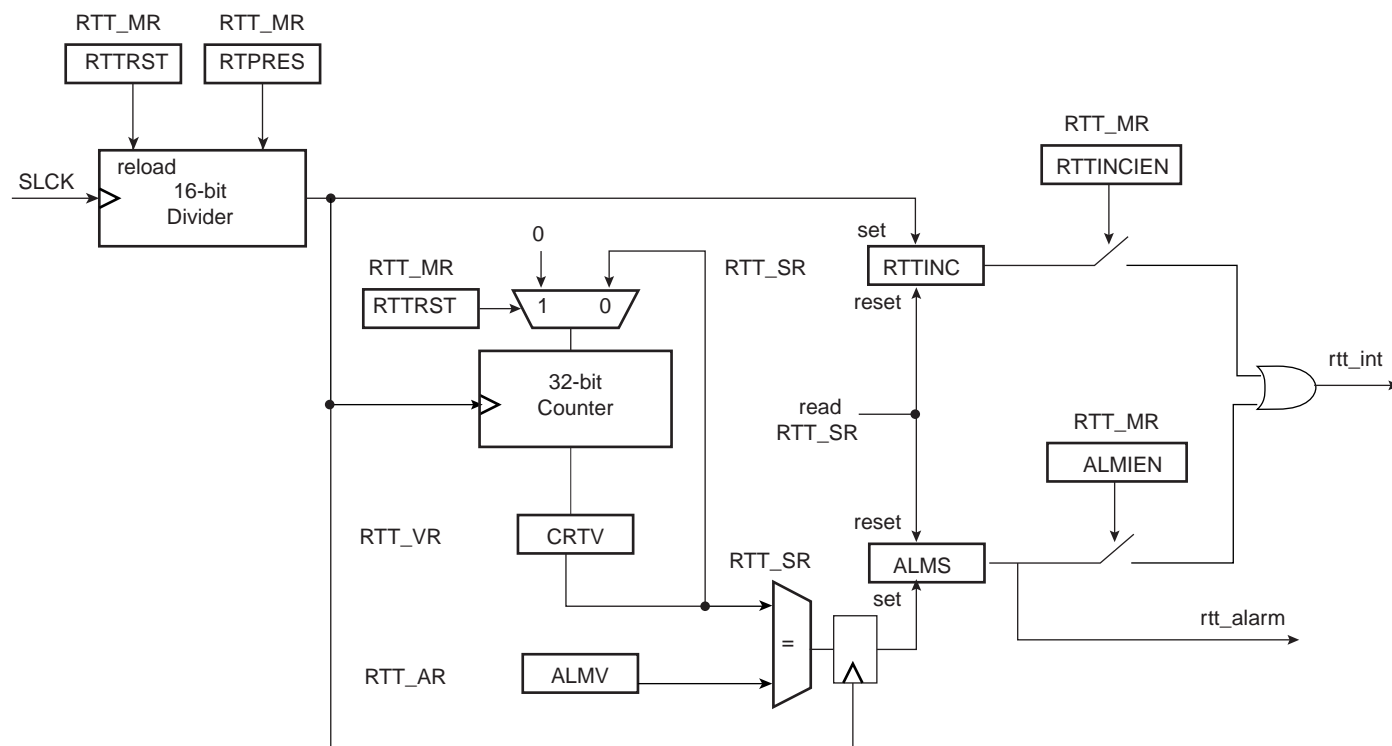 RTT_MR
RTT_MR
RTTRST
RTPRES
reload
SLCK
16-bit
Divider
RTT_MR
RTTINCIEN
set
0
RTT_MR
RTT_SR
RTTINC
RTTRST
1
0
reset
32-bit
Counter
rtt_int
read
RTT_SR
RTT_MR
ALMIEN
reset
RTT_VR
CRTV
RTT_SR
ALMS
set
rtt_alarm
=
RTT_AR
ALMV